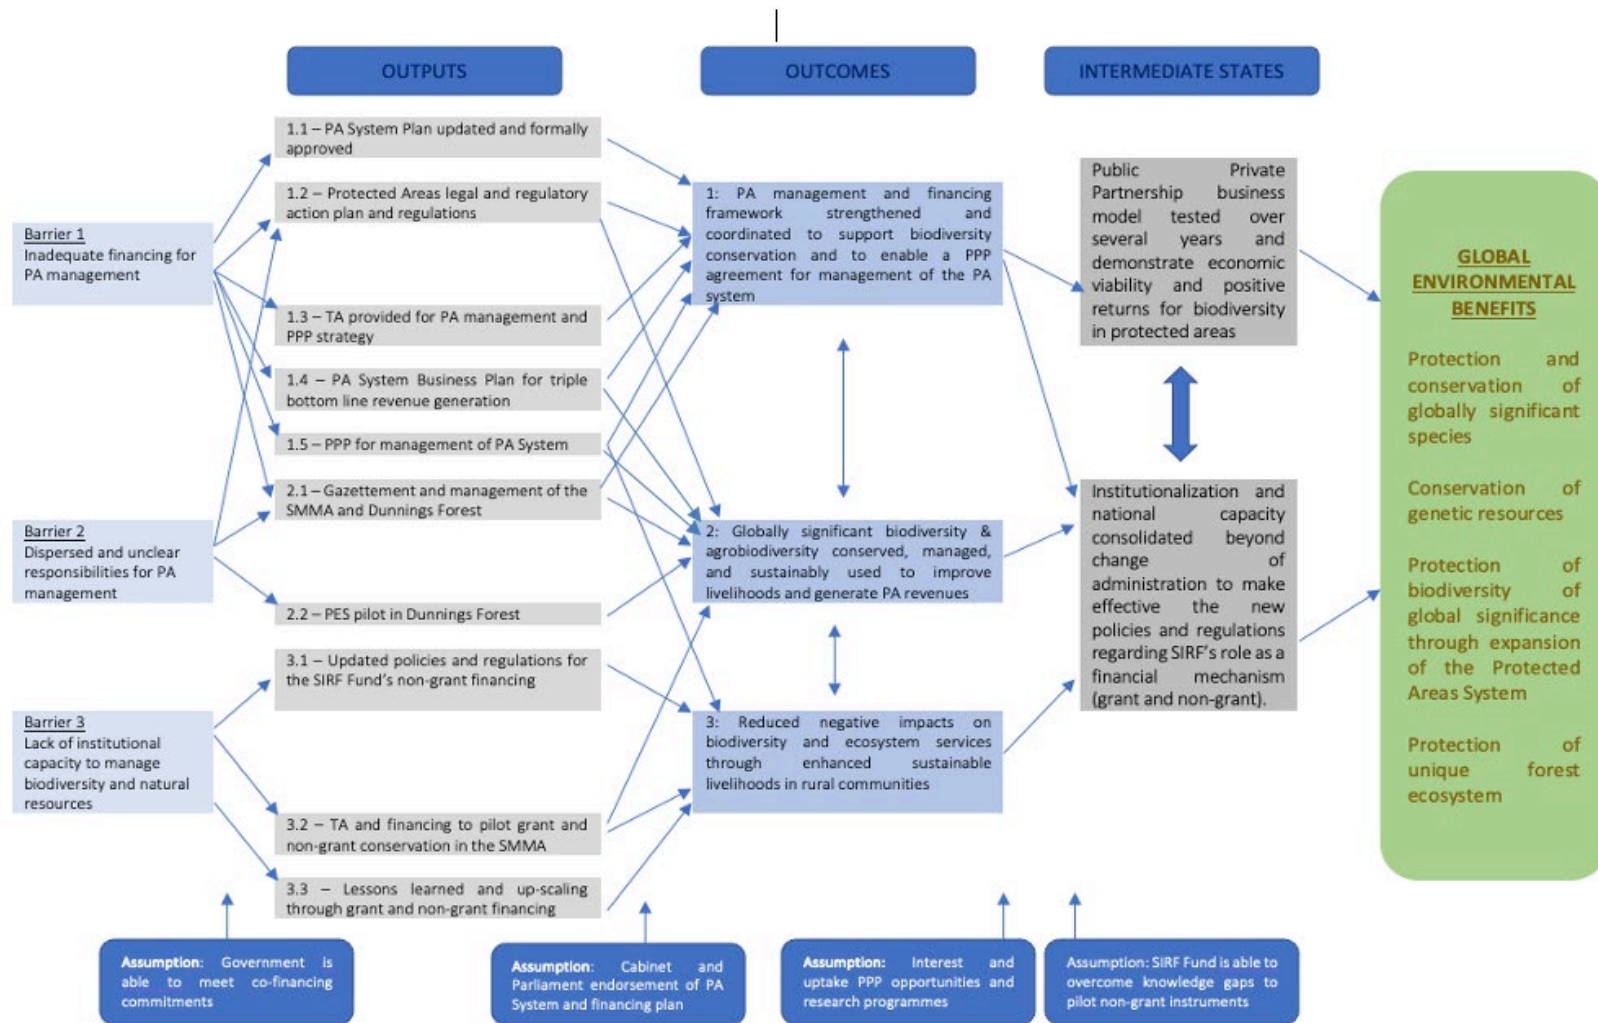 OUTPUTS
OUTCOMES
INTERMEDIATE STATES
Barrier 1
Inadequate financing for
PA management
Barrier 2
Dispersed and unclear
responsibilities for PA
management
Barrier 3
Lack of institutional
capacity to manage
biodiversity and natural
resources
1.1 – PA System Plan updated and formally
approved
1.2 – Protected Areas legal and regulatory
action plan and regulations
1.3 – TA provided for PA management and
PPP strategy
1.4 – PA System Business Plan for triple
bottom line revenue generation
1.5 – PPP for management of PA System
2.1 – Gazettement and management of the
SMMA and Dunnings Forest
2.2 – PES pilot in Dunnings Forest
3.1 – Updated policies and regulations for
the SIRF Fund's non-grant financing
3.2 – TA and financing to pilot grant and
non-grant conservation in the SMMA
3.3 – Lessons learned and up-scaling
through grant and non-grant financing
1: PA management and financing
framework strengthened and
coordinated to support biodiversity
conservation and to enable a PPP
agreement for management of the PA
system
2: Globally significant biodiversity &
agrobiodiversity conserved, managed,
and sustainably used to improve
livelihoods and generate PA revenues
3: Reduced negative impacts on
biodiversity and ecosystem services
through enhanced sustainable
livelihoods in rural communities
Public Private
Partnership business
model tested over
several years and
demonstrate economic
viability and positive
returns for biodiversity
in protected areas
Institutionalization and
national capacity
consolidated beyond
change of
administration to make
effective the new
policies and regulations
regarding SIRF's role as a
financial mechanism
(grant and non-grant).
GLOBAL
ENVIRONMENTAL
BENEFITS
Protection and
conservation of
globally significant
species
Conservation of
genetic resources
Protection of
biodiversity of
global significance
through expansion
of the Protected
Areas System
Protection of
unique forest
ecosystem
Assumption: Government is
able to meet co-financing
commitments
Assumption: Cabinet and
Parliament endorsement of PA
System and financing plan
Assumption: Interest and
uptake PPP opportunities and
research programmes
Assumption: SIRF Fund is able to
overcome knowledge gaps to
pilot non-grant instruments